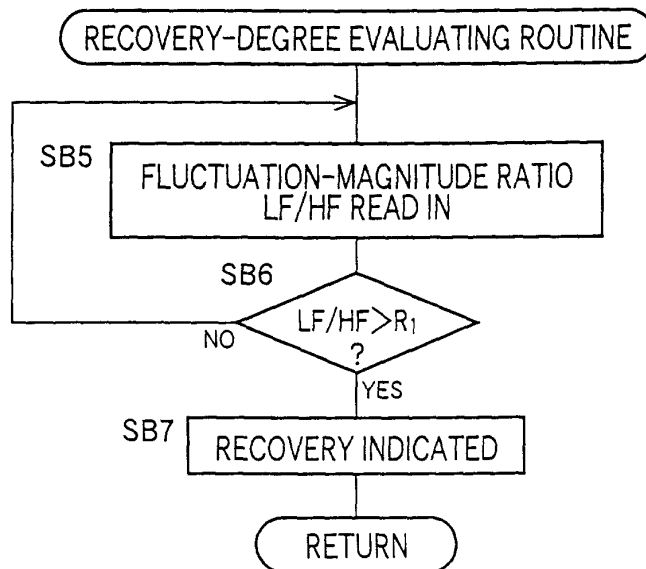 RECOVERY-DEGREE EVALUATING ROUTINE
SB5
FLUCTUATION-MAGNITUDE RATIO
LF/HF READ IN
SB6
LF/HF>R₁
?
NO
YES
SB7
RECOVERY INDICATED
RETURN